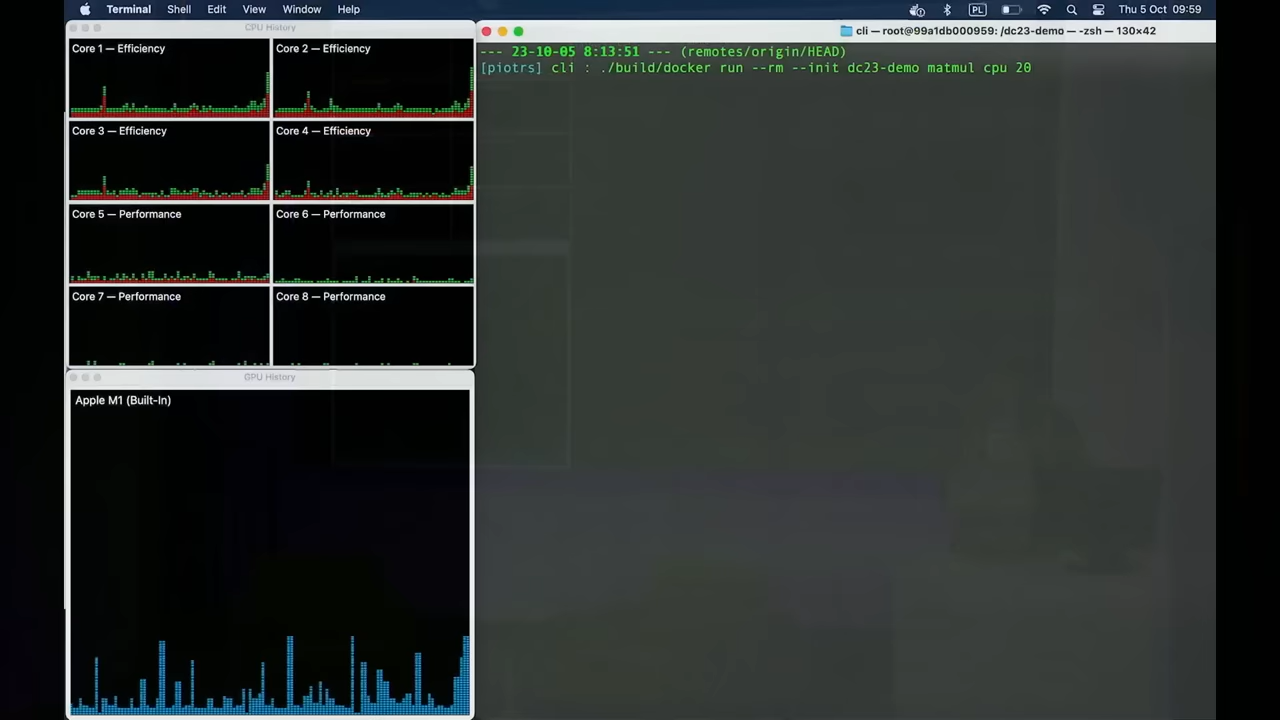 Terminal Shell Edit View Window Help PL Thu 5 Oct 09:59
CPU History
Core 1 — Efficiency
Core 2 — Efficiency
Core 3 — Efficiency
Core 4 — Efficiency
Core 5 — Performance
Core 6 — Performance
Core 7 — Performance
Core 8 — Performance
GPU History
Apple M1 (Built-In)
cli — root@99a1db000959: /dc23-demo — -zsh — 130×42
--- 23-10-05 8:13:51 --- (remotes/origin/HEAD)
[piotrs] cli : ./build/docker run --rm --init dc23-demo matmul cpu 20